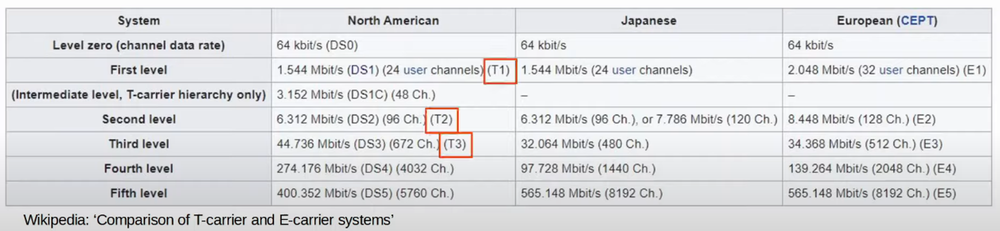 System North American Japanese European (CEPT)
Level zero (channel data rate) 64 kbit/s (DS0) 64 kbit/s 64 kbit/s
First level 1.544 Mbit/s (DS1) (24 user channels) (T1) 1.544 Mbit/s (24 user channels) 2.048 Mbit/s (32 user channels) (E1)
(Intermediate level, T-carrier hierarchy only) 3.152 Mbit/s (DS1C) (48 Ch.) – –
Second level 6.312 Mbit/s (DS2) (96 Ch.) (T2) 6.312 Mbit/s (96 Ch.), or 7.786 Mbit/s (120 Ch.) 8.448 Mbit/s (128 Ch.) (E2)
Third level 44.736 Mbit/s (DS3) (672 Ch.) (T3) 32.064 Mbit/s (480 Ch.) 34.368 Mbit/s (512 Ch.) (E3)
Fourth level 274.176 Mbit/s (DS4) (4032 Ch.) 97.728 Mbit/s (1440 Ch.) 139.264 Mbit/s (2048 Ch.) (E4)
Fifth level 400.352 Mbit/s (DS5) (5760 Ch.) 565.148 Mbit/s (8192 Ch.) 565.148 Mbit/s (8192 Ch.) (E5)
Wikipedia: ‘Comparison of T-carrier and E-carrier systems’